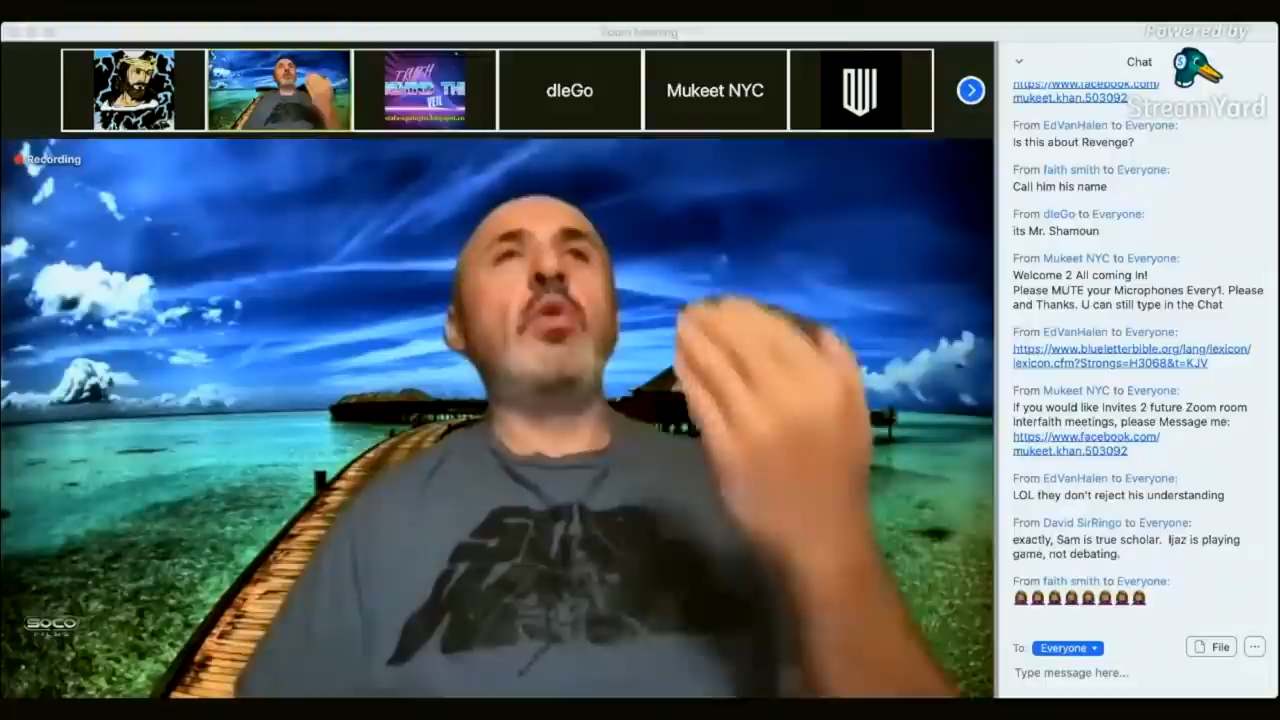 Zoom Meeting
Powered by
StreamYard
BEHIND THE
VEIL
dleGo
Mukeet NYC
Recording
Chat
https://www.facebook.com/
mukeet.khan.503092
From EdVanHalen to Everyone:
Is this about Revenge?
From faith smith to Everyone:
Call him his name
From dleGo to Everyone:
its Mr. Shamoun
From Mukeet NYC to Everyone:
Welcome 2 All coming In!
Please MUTE your Microphones Every1. Please
and Thanks. U can still type in the Chat
From EdVanHalen to Everyone:
https://www.blueletterbible.org/lang/lexicon/
lexicon.cfm?Strongs=H3068&t=KJV
From Mukeet NYC to Everyone:
If you would like Invites 2 future Zoom room
Interfaith meetings, please Message me:
https://www.facebook.com/
mukeet.khan.503092
From EdVanHalen to Everyone:
LOL they don't reject his understanding
From David SirRingo to Everyone:
exactly, Sam is true scholar. Ijaz is playing
game, not debating.
From faith smith to Everyone:
To Everyone
File
Type message here...
SOCO
FILMS